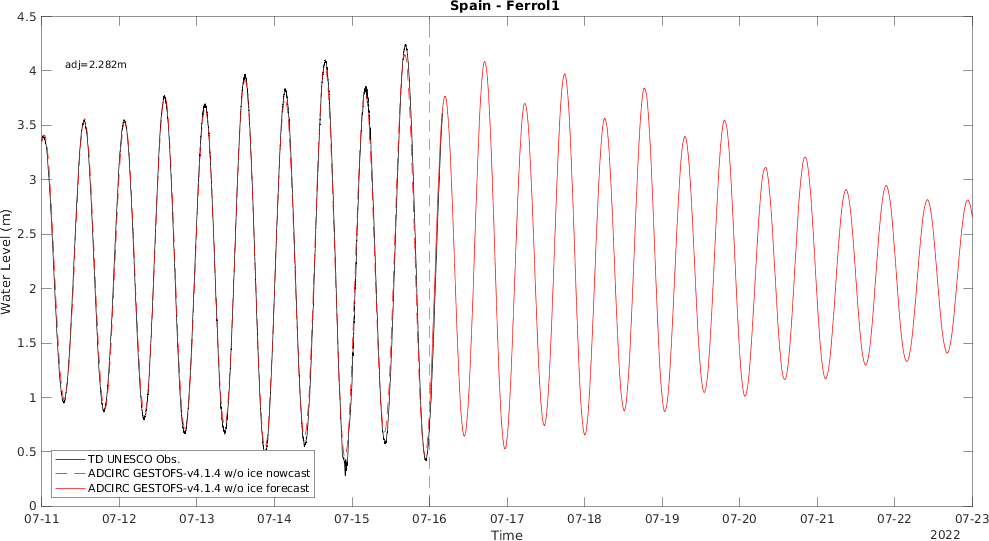 Spain - Ferrol1
adj=2.282m
Water Level (m)
4.5
4
3.5
3
2.5
2
1.5
1
0.5
0
TD UNESCO Obs.
ADCIRC GESTOFS-v4.1.4 w/o ice nowcast
ADCIRC GESTOFS-v4.1.4 w/o ice forecast
07-11 07-12 07-13 07-14 07-15 07-16 07-17 07-18 07-19 07-20 07-21 07-22 07-23
Time
2022